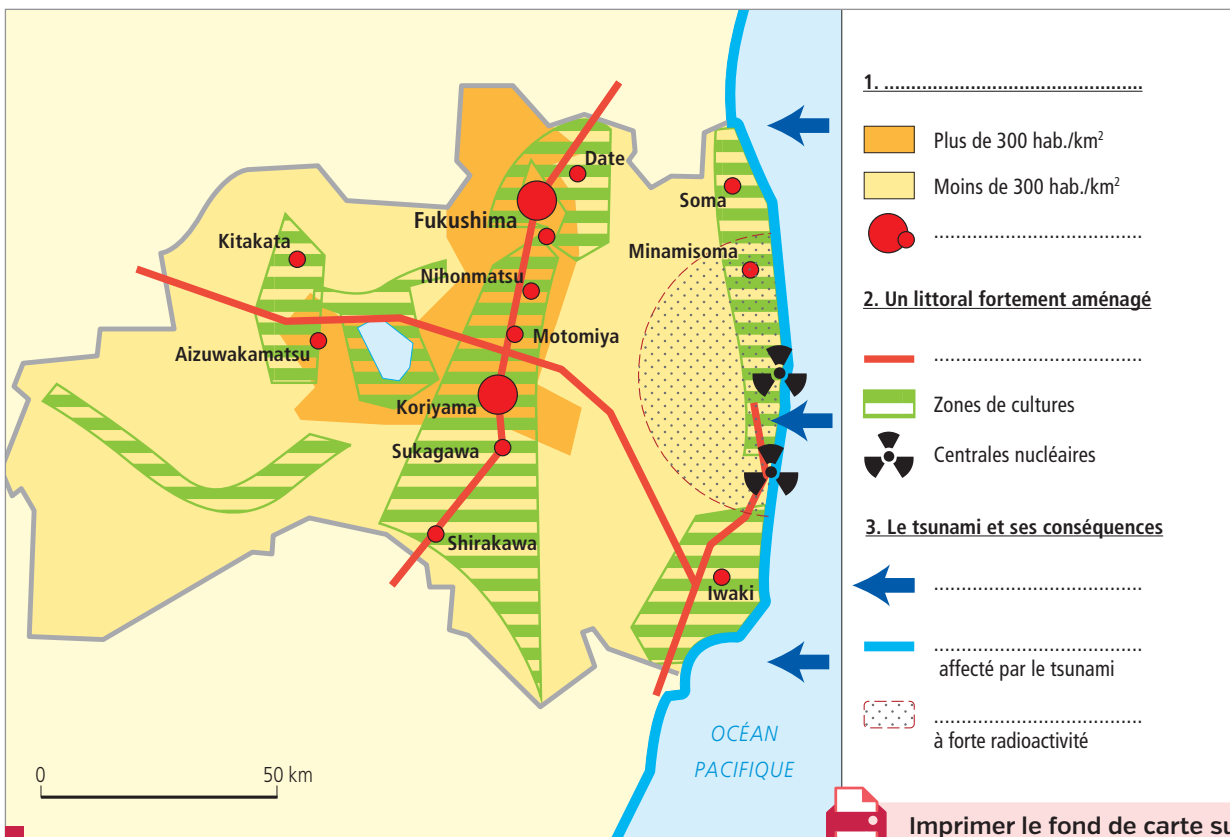 Date
Fukushima
Soma
Kitakata
Minamisoma
Nihonmatsu
Motomiya
Aizuwakamatsu
Koriyama
Sukagawa
Shirakawa
Iwaki
OCÉAN
PACIFIQUE
0 50 km
1. ................................................
Plus de 300 hab./km²
Moins de 300 hab./km²
.......................................
2. Un littoral fortement aménagé
.......................................
Zones de cultures
Centrales nucléaires
3. Le tsunami et ses conséquences
.......................................
.......................................
affecté par le tsunami
.......................................
à forte radioactivité
Imprimer le fond de carte su